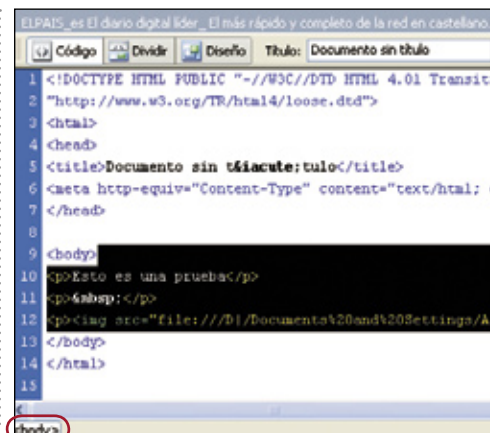 ELPAIS_es El diario digital líder_ El más rápido y completo de la red en castellano.
Código Dividir Diseño Título: Documento sin título
1 <!DOCTYPE HTML PUBLIC "-//W3C//DTD HTML 4.01 Transit
2 "http://www.w3.org/TR/html4/loose.dtd">
3 <html>
4 <head>
5 <title>Documento sin t&iacute;tulo</title>
6 <meta http-equiv="Content-Type" content="text/html;
7 </head>
8
9 <body>
10 <p>Esto es una prueba</p>
11 <p>&nbsp;</p>
12 <p><img src="file:///D|/Documents%20and%20Settings/A
13 </body>
14 </html>
15
<body>